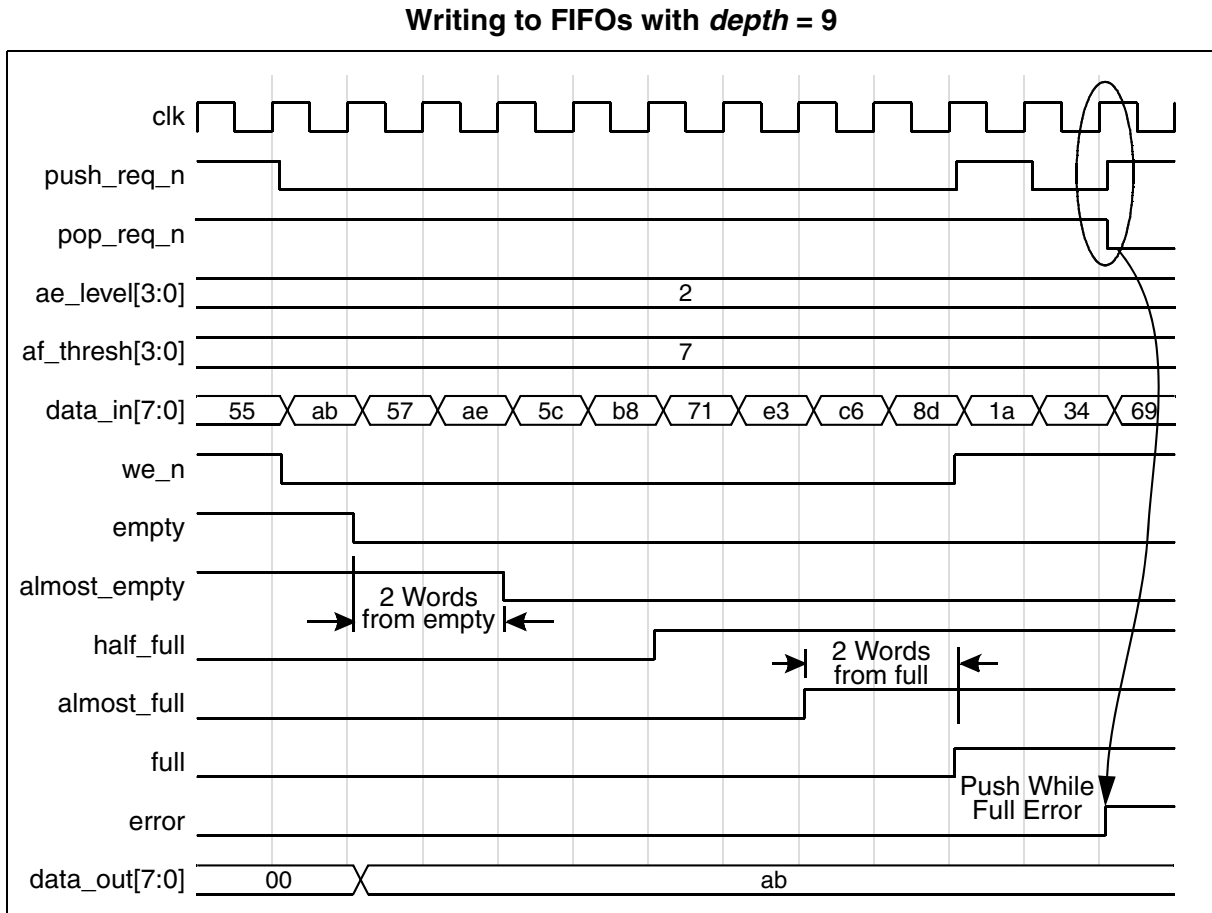 Writing to FIFOs with depth = 9
clk
push_req_n
pop_req_n
ae_level[3:0]
2
af_thresh[3:0]
7
data_in[7:0]
55 ab 57 ae 5c b8 71 e3 c6 8d 1a 34 69
we_n
empty
almost_empty
2 Words
from empty
half_full
2 Words
from full
almost_full
full
Push While
Full Error
error
data_out[7:0]
00 ab